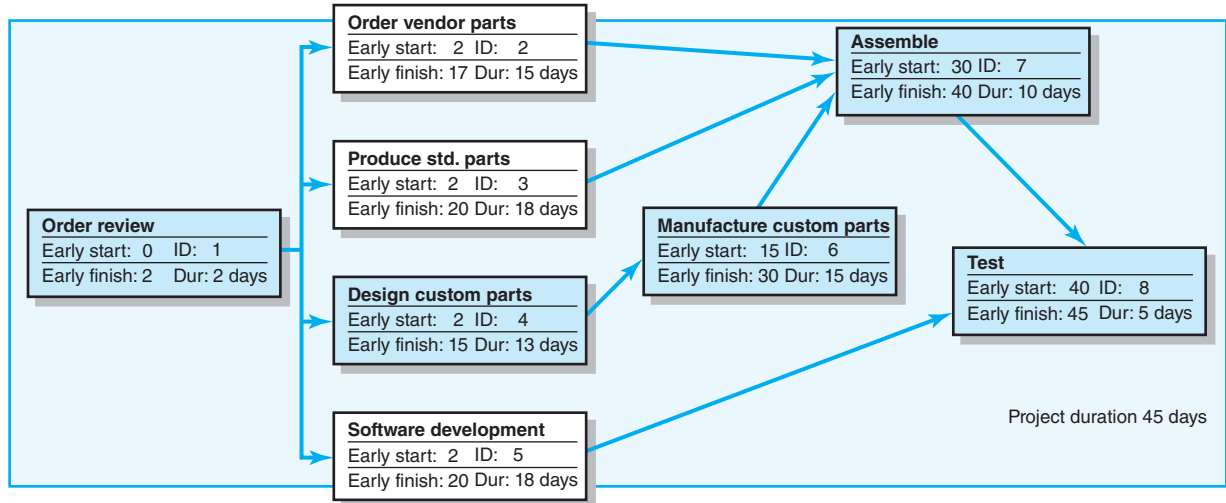 Order vendor parts
Early start: 2 ID: 2
Early finish: 17 Dur: 15 days
Assemble
Early start: 30 ID: 7
Early finish: 40 Dur: 10 days
Produce std. parts
Early start: 2 ID: 3
Early finish: 20 Dur: 18 days
Order review
Early start: 0 ID: 1
Early finish: 2 Dur: 2 days
Manufacture custom parts
Early start: 15 ID: 6
Early finish: 30 Dur: 15 days
Test
Early start: 40 ID: 8
Early finish: 45 Dur: 5 days
Design custom parts
Early start: 2 ID: 4
Early finish: 15 Dur: 13 days
Software development
Early start: 2 ID: 5
Early finish: 20 Dur: 18 days
Project duration 45 days